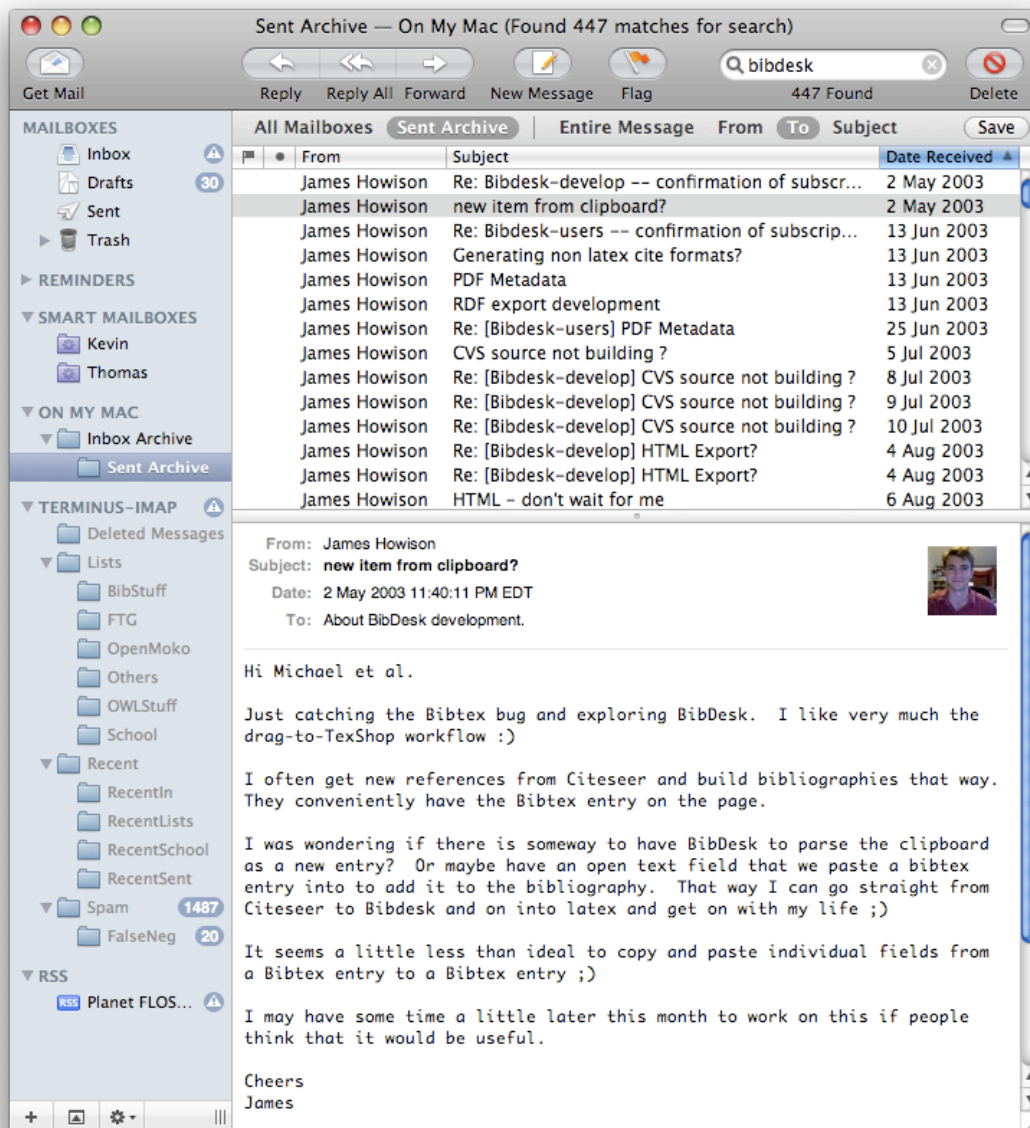 Sent Archive — On My Mac (Found 447 matches for search)
bibdesk
Get Mail Reply Reply All Forward New Message Flag 447 Found Delete
MAILBOXES
Inbox
Drafts 30
Sent
Trash
REMINDERS
SMART MAILBOXES
Kevin
Thomas
ON MY MAC
Inbox Archive
Sent Archive
TERMINUS-IMAP
Deleted Messages
Lists
BibStuff
FTG
OpenMoko
Others
OWLStuff
School
Recent
RecentIn
RecentLists
RecentSchool
RecentSent
Spam 1487
FalseNeg 20
RSS
RSS Planet FLOS...
All Mailboxes Sent Archive Entire Message From To Subject Save
From Subject Date Received
James Howison Re: Bibdesk-develop -- confirmation of subscr... 2 May 2003
James Howison new item from clipboard? 2 May 2003
James Howison Re: Bibdesk-users -- confirmation of subscrip... 13 Jun 2003
James Howison Generating non latex cite formats? 13 Jun 2003
James Howison PDF Metadata 13 Jun 2003
James Howison RDF export development 13 Jun 2003
James Howison Re: [Bibdesk-users] PDF Metadata 25 Jun 2003
James Howison CVS source not building ? 5 Jul 2003
James Howison Re: [Bibdesk-develop] CVS source not building ? 8 Jul 2003
James Howison Re: [Bibdesk-develop] CVS source not building ? 9 Jul 2003
James Howison Re: [Bibdesk-develop] CVS source not building ? 10 Jul 2003
James Howison Re: [Bibdesk-develop] HTML Export? 4 Aug 2003
James Howison Re: [Bibdesk-develop] HTML Export? 4 Aug 2003
James Howison HTML - don't wait for me 6 Aug 2003
From: James Howison
Subject: new item from clipboard?
Date: 2 May 2003 11:40:11 PM EDT
To: About BibDesk development.
Hi Michael et al.
Just catching the Bibtex bug and exploring BibDesk. I like very much the
drag-to-TexShop workflow :)
I often get new references from Citeseer and build bibliographies that way.
They conveniently have the Bibtex entry on the page.
I was wondering if there is someway to have BibDesk to parse the clipboard
as a new entry? Or maybe have an open text field that we paste a bibtex
entry into to add it to the bibliography. That way I can go straight from
Citeseer to Bibdesk and on into latex and get on with my life ;)
It seems a little less than ideal to copy and paste individual fields from
a Bibtex entry to a Bibtex entry ;)
I may have some time a little later this month to work on this if people
think that it would be useful.
Cheers
James